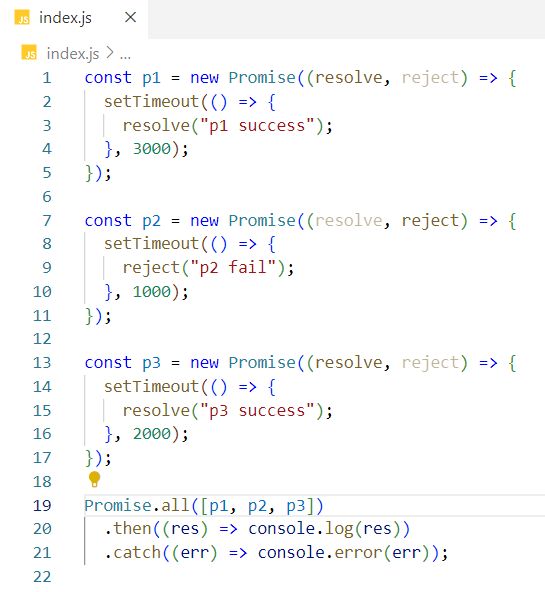 JS index.js ×
JS index.js > ...
1 const p1 = new Promise((resolve, reject) => {
2   setTimeout(() => {
3     resolve("p1 success");
4   }, 3000);
5 });
6
7 const p2 = new Promise((resolve, reject) => {
8   setTimeout(() => {
9     reject("p2 fail");
10   }, 1000);
11 });
12
13 const p3 = new Promise((resolve, reject) => {
14   setTimeout(() => {
15     resolve("p3 success");
16   }, 2000);
17 });
18
19 Promise.all([p1, p2, p3])
20   .then((res) => console.log(res))
21   .catch((err) => console.error(err));
22